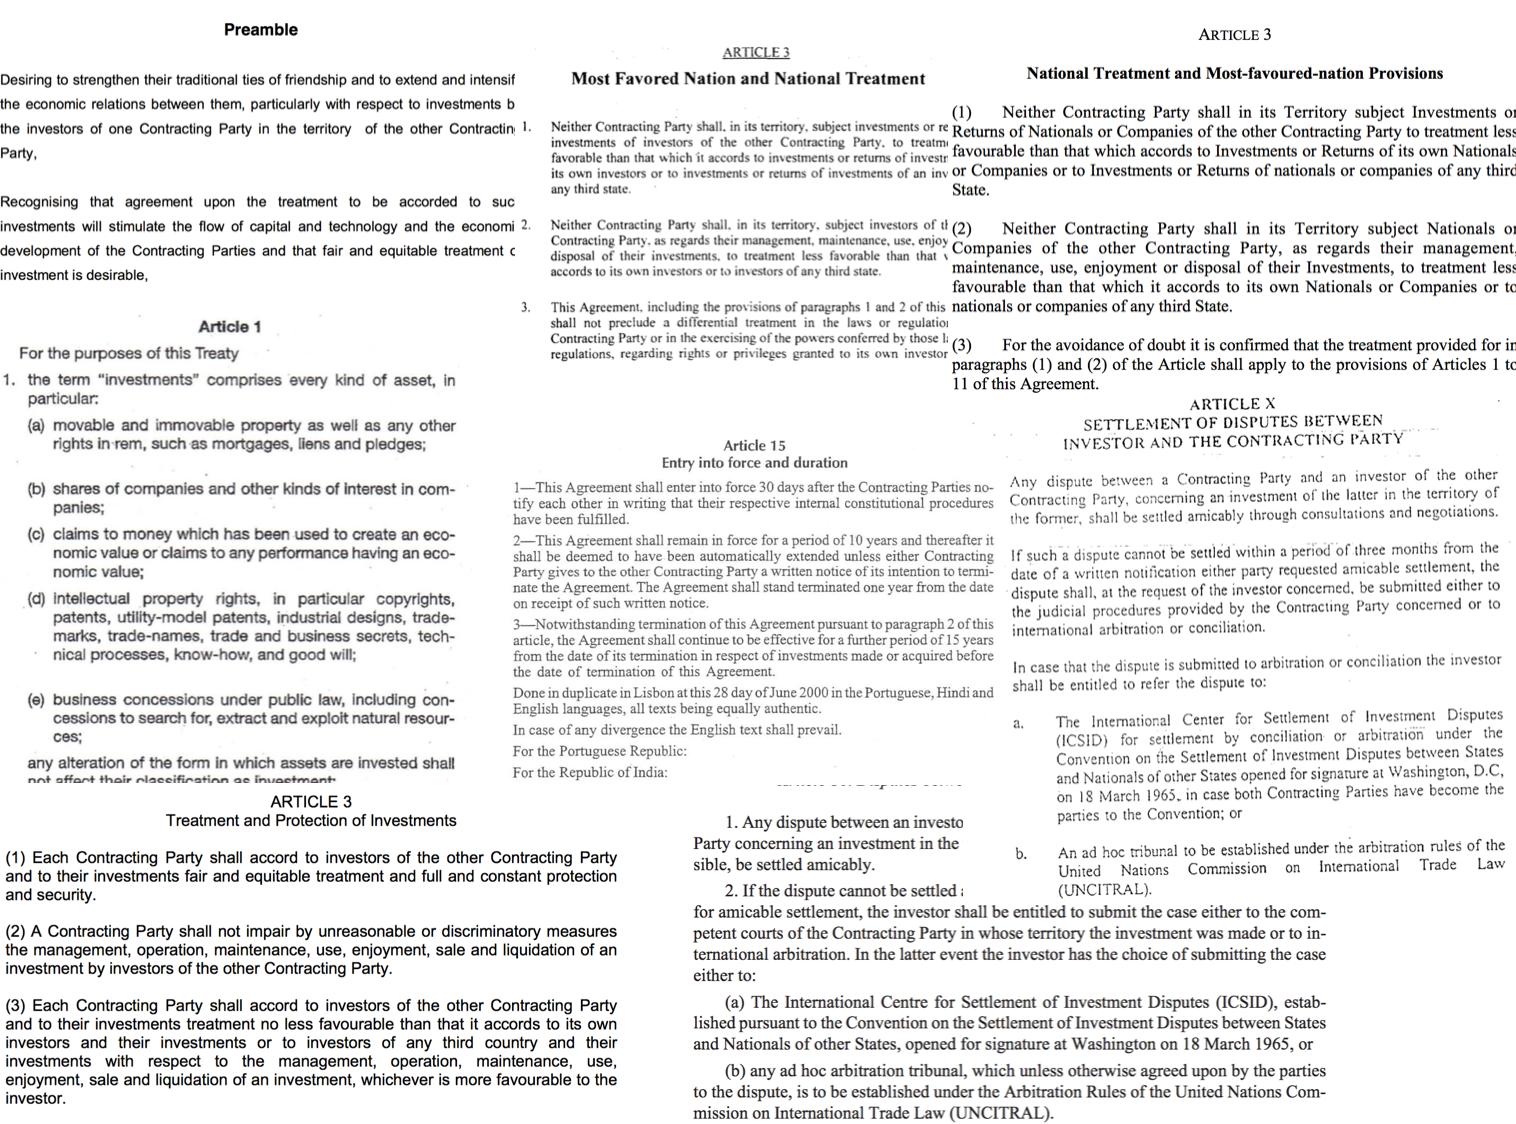 Preamble
Desiring to strengthen their traditional ties of friendship and to extend and intensif
the economic relations between them, particularly with respect to investments b
the investors of one Contracting Party in the territory of the other Contractin
Party,
Recognising that agreement upon the treatment to be accorded to suc
investments will stimulate the flow of capital and technology and the economi
development of the Contracting Parties and that fair and equitable treatment
investment is desirable,
Article 1
For the purposes of this Treaty
1. the term “investments” comprises every kind of asset, in
particular:
(a) movable and immovable property as well as any other
rights in rem, such as mortgages, liens and pledges;
(b) shares of companies and other kinds of interest in com-
panies;
(c) claims to money which has been used to create an eco-
nomic value or claims to any performance having an eco-
nomic value;
(d) intellectual property rights, in particular copyrights,
patents, utility-model patents, industrial designs, trade-
marks, trade-names, trade and business secrets, tech-
nical processes, know-how, and good will;
(e) business concessions under public law, including con-
cessions to search for, extract and exploit natural resour-
ces;
any alteration of the form in which assets are invested shall
not affect their classification as investment;
ARTICLE 3
Treatment and Protection of Investments
(1) Each Contracting Party shall accord to investors of the other Contracting Party
and to their investments fair and equitable treatment and full and constant protection
and security.
(2) A Contracting Party shall not impair by unreasonable or discriminatory measures
the management, operation, maintenance, use, enjoyment, sale and liquidation of an
investment by investors of the other Contracting Party.
(3) Each Contracting Party shall accord to investors of the other Contracting Party
and to their investments treatment no less favourable than that it accords to its own
investors and their investments or to investors of any third country and their
investments with respect to the management, operation, maintenance, use,
enjoyment, sale and liquidation of an investment, whichever is more favourable to the
investor.
ARTICLE 3
Most Favored Nation and National Treatment
1. Neither Contracting Party shall, in its territory, subject investments or re
investments of investors of the other Contracting Party, to treatm
favorable than that which it accords to investments or returns of investm
its own investors or to investments or returns of investments of an inv
any third state.
2. Neither Contracting Party shall, in its territory, subject investors of th
Contracting Party, as regards their management, maintenance, use, enjoy
disposal of their investments, to treatment less favorable than that
accords to its own investors or to investors of any third state.
3. This Agreement, including the provisions of paragraphs 1 and 2 of this
shall not preclude a differential treatment in the laws or regulation
Contracting Party or in the exercising of the powers conferred by those
regulations, regarding rights or privileges granted to its own investor
Article 15
Entry into force and duration
1—This Agreement shall enter into force 30 days after the Contracting Parties no-
tify each other in writing that their respective internal constitutional procedures
have been fulfilled.
2—This Agreement shall remain in force for a period of 10 years and thereafter it
shall be deemed to have been automatically extended unless either Contracting
Party gives to the other Contracting Party a written notice of its intention to termi-
nate the Agreement. The Agreement shall stand terminated one year from the date
on receipt of such written notice.
3—Notwithstanding termination of this Agreement pursuant to paragraph 2 of this
article, the Agreement shall continue to be effective for a further period of 15 years
from the date of its termination in respect of investments made or acquired before
the date of termination of this Agreement.
Done in duplicate in Lisbon at this 28 day of June 2000 in the Portuguese, Hindi and
English languages, all texts being equally authentic.
In case of any divergence the English text shall prevail.
For the Portuguese Republic:
For the Republic of India:
1. Any dispute between an investo
Party concerning an investment in the
sible, be settled amicably.
2. If the dispute cannot be settled
for amicable settlement, the investor shall be entitled to submit the case either to the com-
petent courts of the Contracting Party in whose territory the investment was made or to in-
ternational arbitration. In the latter event the investor has the choice of submitting the case
either to:
(a) The International Centre for Settlement of Investment Disputes (ICSID), estab-
lished pursuant to the Convention on the Settlement of Investment Disputes between States
and Nationals of other States, opened for signature at Washington on 18 March 1965, or
(b) any ad hoc arbitration tribunal, which unless otherwise agreed upon by the parties
to the dispute, is to be established under the Arbitration Rules of the United Nations Com-
mission on International Trade Law (UNCITRAL).
ARTICLE 3
National Treatment and Most-favoured-nation Provisions
(1) Neither Contracting Party shall in its Territory subject Investments or
Returns of Nationals or Companies of the other Contracting Party to treatment less
favourable than that which accords to Investments or Returns of its own Nationals
or Companies or to Investments or Returns of nationals or companies of any third
State.
(2) Neither Contracting Party shall in its Territory subject Nationals or
Companies of the other Contracting Party, as regards their management,
maintenance, use, enjoyment or disposal of their Investments, to treatment less
favourable than that which it accords to its own Nationals or Companies or to
nationals or companies of any third State.
(3) For the avoidance of doubt it is confirmed that the treatment provided for in
paragraphs (1) and (2) of the Article shall apply to the provisions of Articles 1 to
11 of this Agreement.
ARTICLE X
SETTLEMENT OF DISPUTES BETWEEN
INVESTOR AND THE CONTRACTING PARTY
Any dispute between a Contracting Party and an investor of the other
Contracting Party, concerning an investment of the latter in the territory of
the former, shall be settled amicably through consultations and negotiations.
If such a dispute cannot be settled within a period of three months from the
date of a written notification either party requested amicable settlement, the
dispute shall, at the request of the investor concerned, be submitted either to
the judicial procedures provided by the Contracting Party concerned or to
international arbitration or conciliation.
In case that the dispute is submitted to arbitration or conciliation the investor
shall be entitled to refer the dispute to:
a. The International Center for Settlement of Investment Disputes
(ICSID) for settlement by conciliation or arbitration under the
Convention on the Settlement of Investment Disputes between States
and Nationals of other States opened for signature at Washington, D.C,
on 18 March 1965, in case both Contracting Parties have become the
parties to the Convention; or
b. An ad hoc tribunal to be established under the arbitration rules of the
United Nations Commission on International Trade Law
(UNCITRAL).